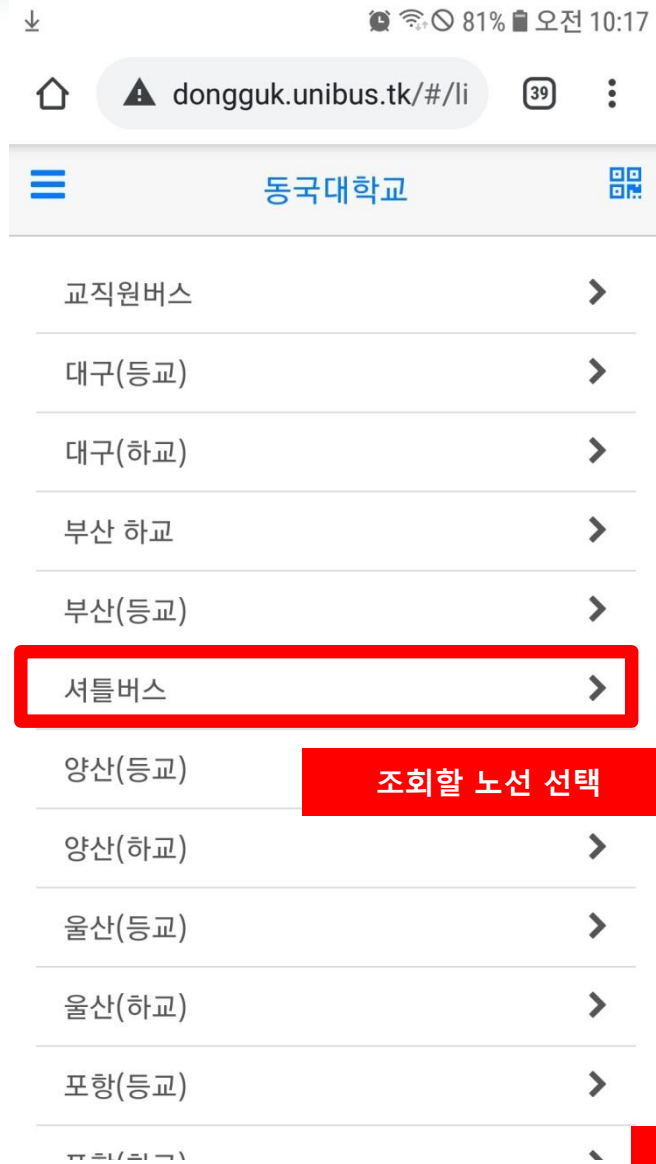 81% 오전 10:17
dongguk.unibus.tk/#/li 39
동국대학교
교직원버스
대구(등교)
대구(하교)
부산 하교
부산(등교)
셔틀버스
양산(등교)
조회할 노선 선택
양산(하교)
울산(등교)
울산(하교)
포항(등교)